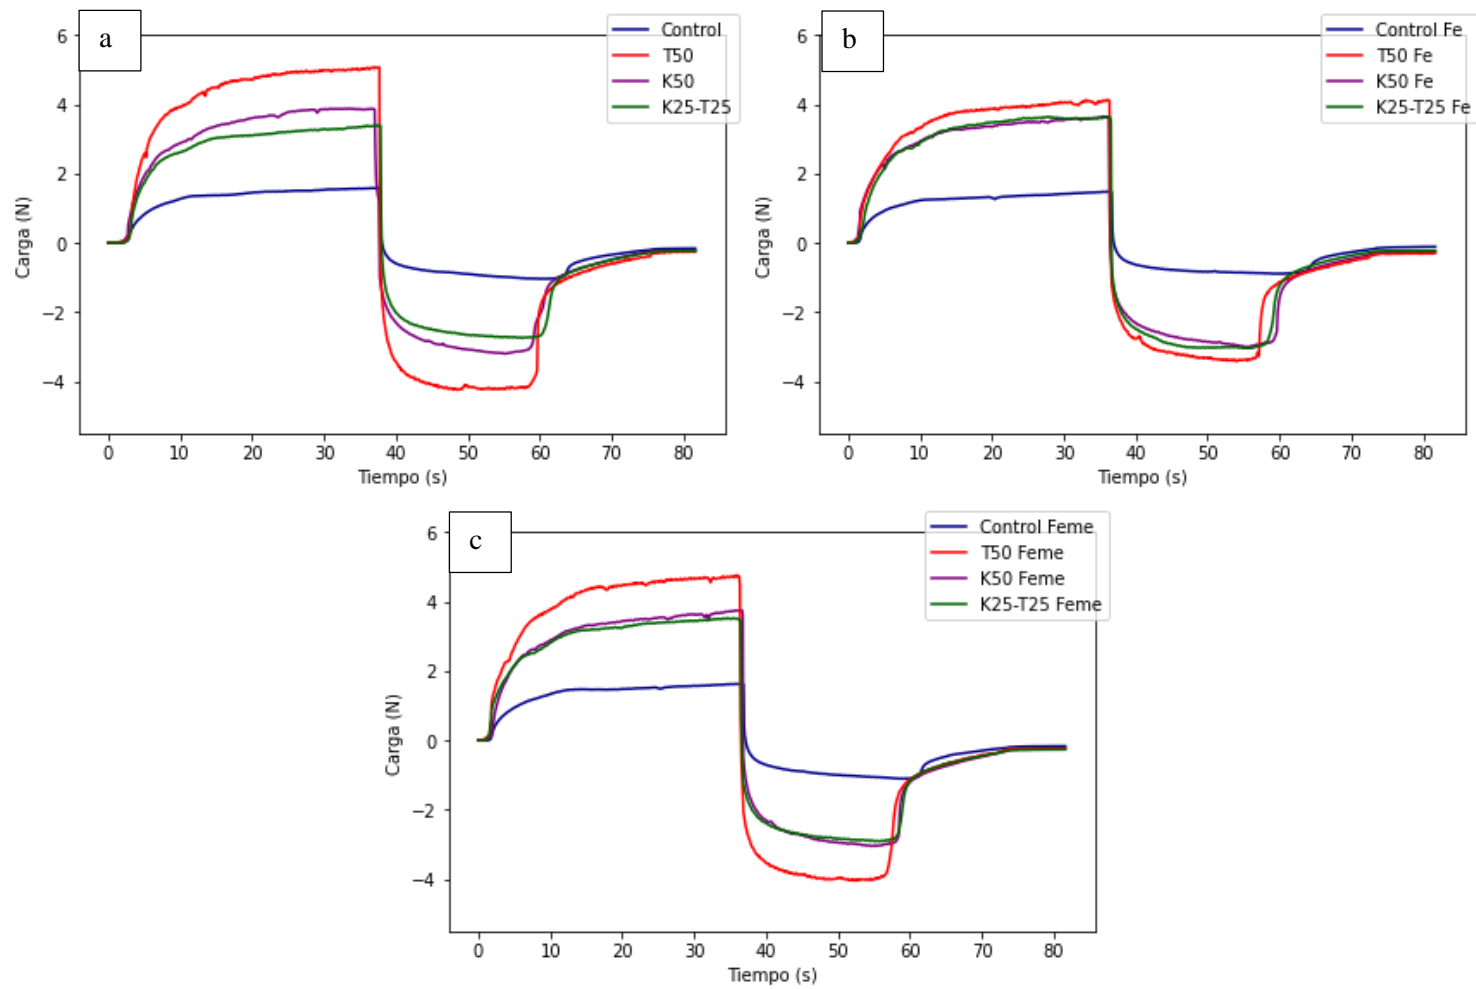 a
Control
T50
K50
K25-T25
6
4
2
0
−2
−4
Carga (N)
0 10 20 30 40 50 60 70 80
Tiempo (s)
b
Control Fe
T50 Fe
K50 Fe
K25-T25 Fe
6
4
2
0
−2
−4
Carga (N)
0 10 20 30 40 50 60 70 80
Tiempo (s)
c
Control Feme
T50 Feme
K50 Feme
K25-T25 Feme
6
4
2
0
−2
−4
Carga (N)
0 10 20 30 40 50 60 70 80
Tiempo (s)